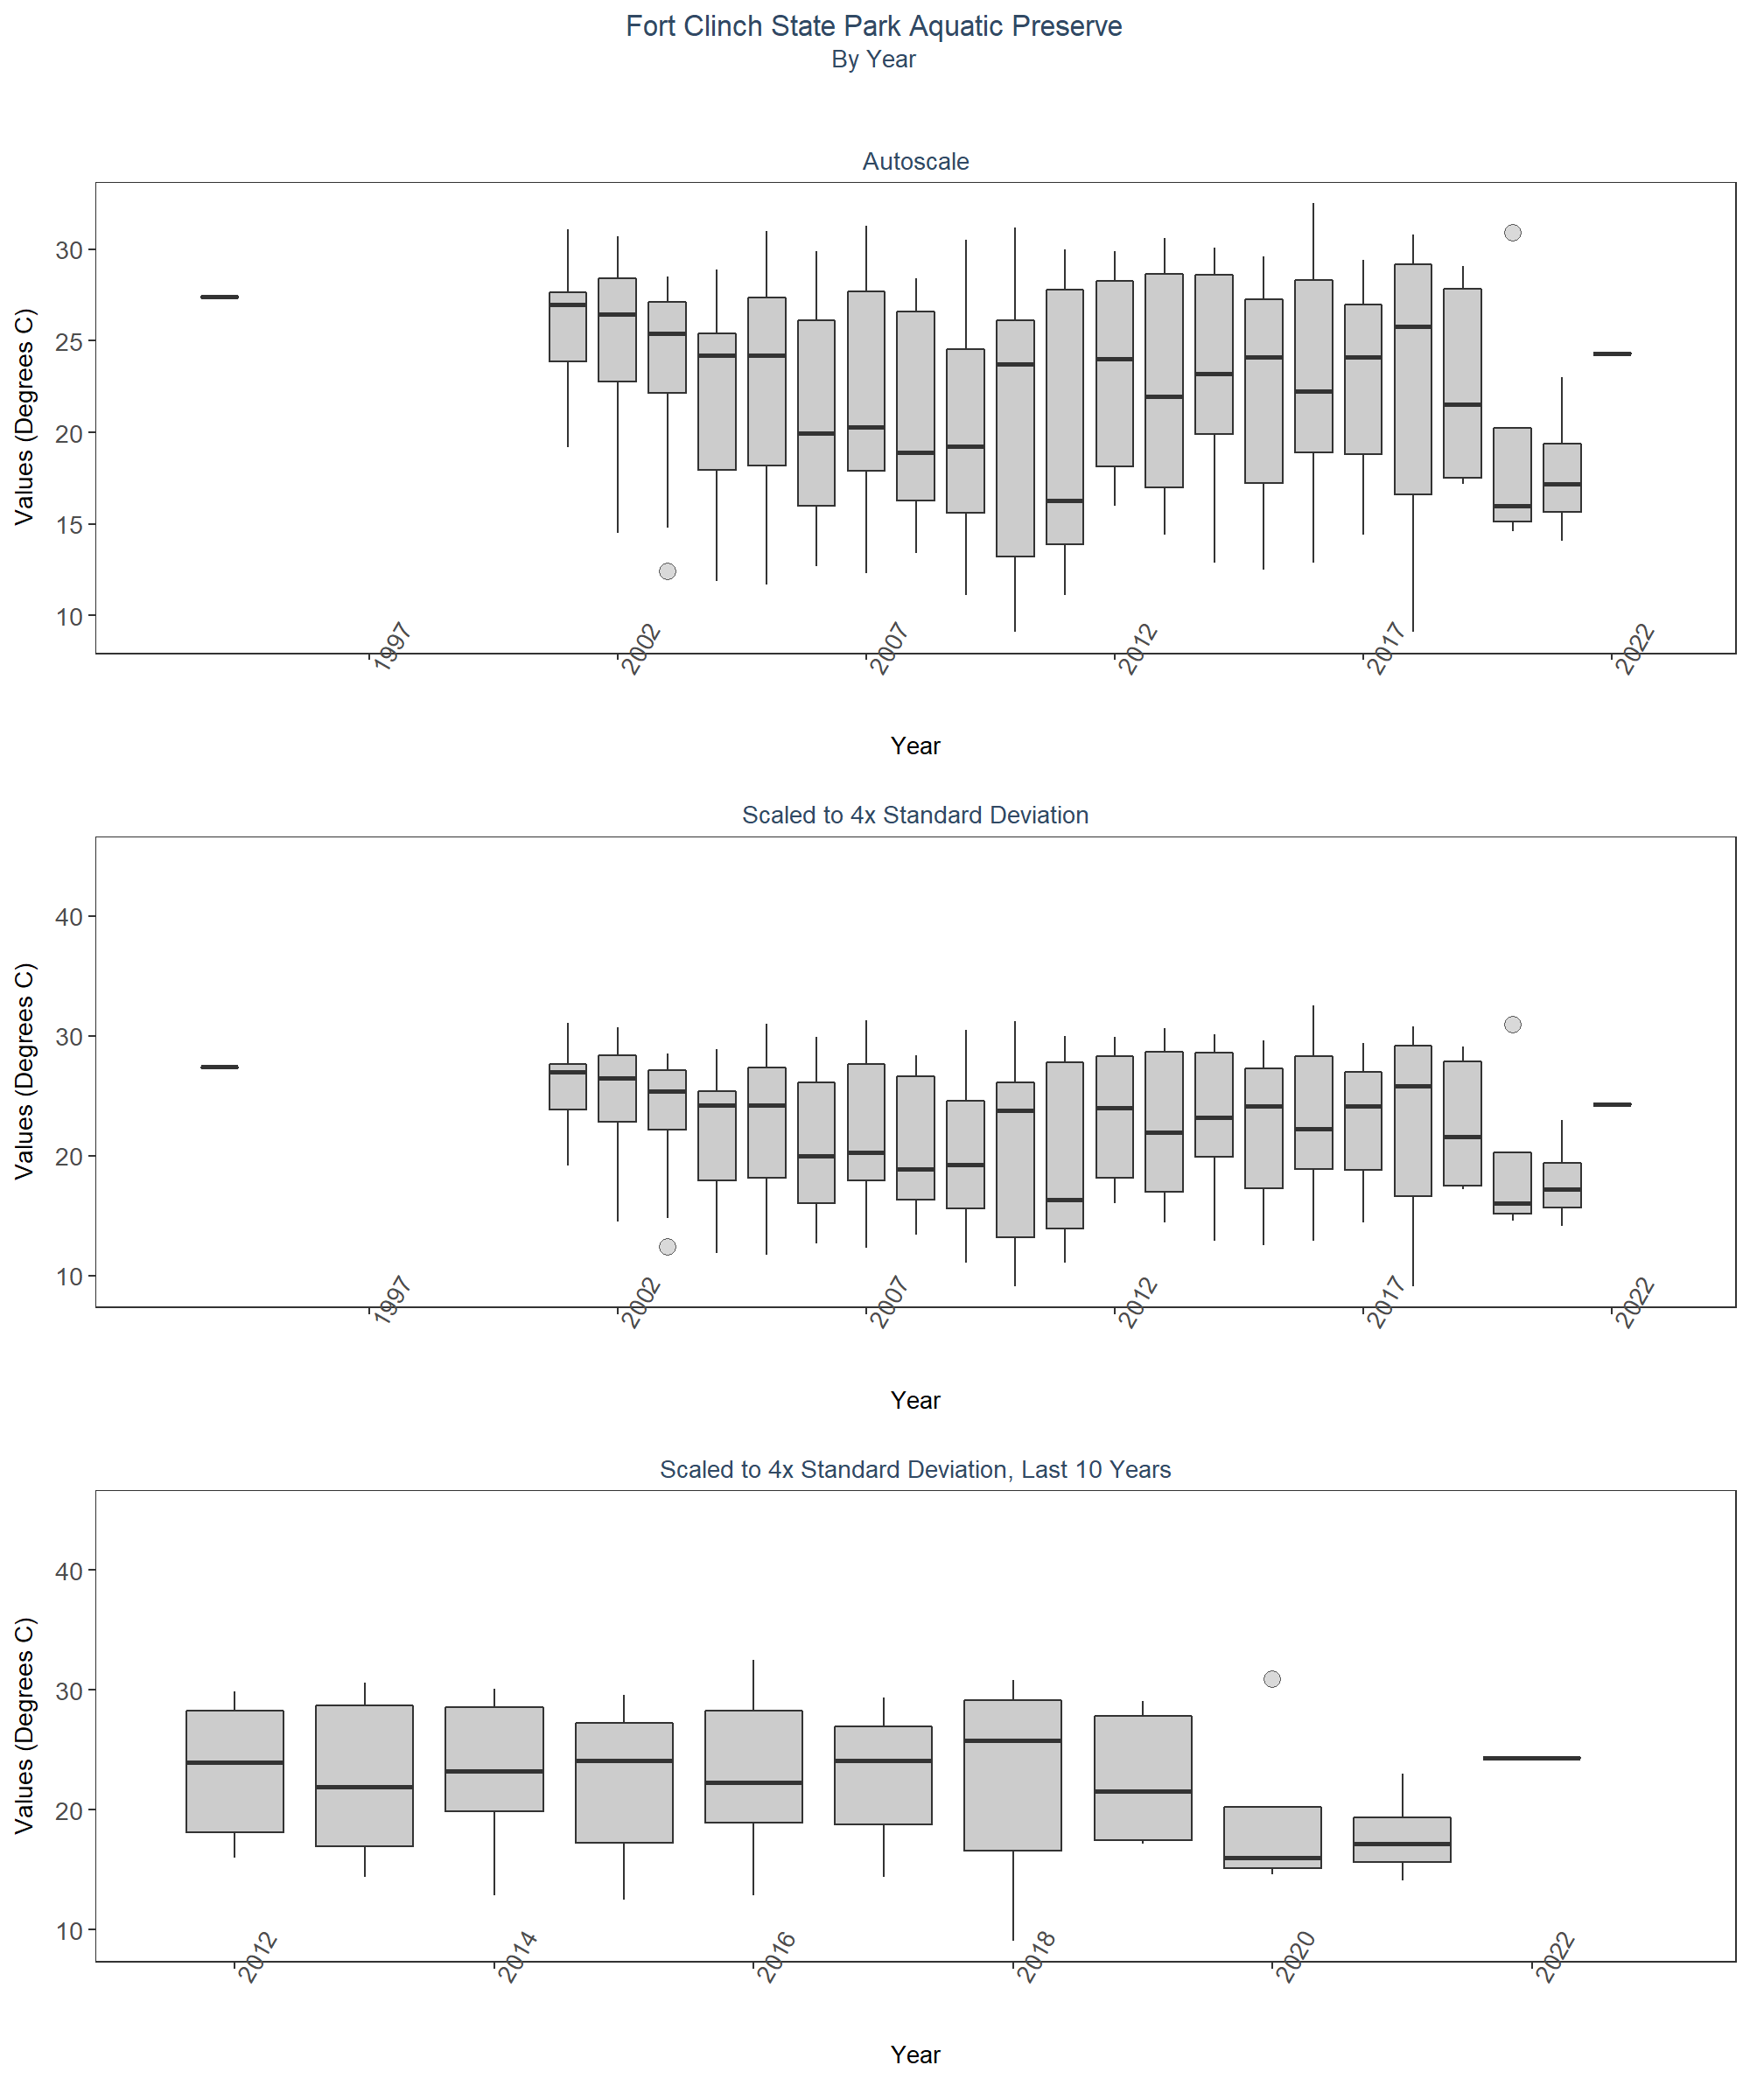 Fort Clinch State Park Aquatic Preserve
By Year
Autoscale
Values (Degrees C)
30
25
20
15
10
1997
2002
2007
2012
2017
2022
Year
Scaled to 4x Standard Deviation
Values (Degrees C)
40
30
20
10
1997
2002
2007
2012
2017
2022
Year
Scaled to 4x Standard Deviation, Last 10 Years
Values (Degrees C)
40
30
20
10
2012
2014
2016
2018
2020
2022
Year